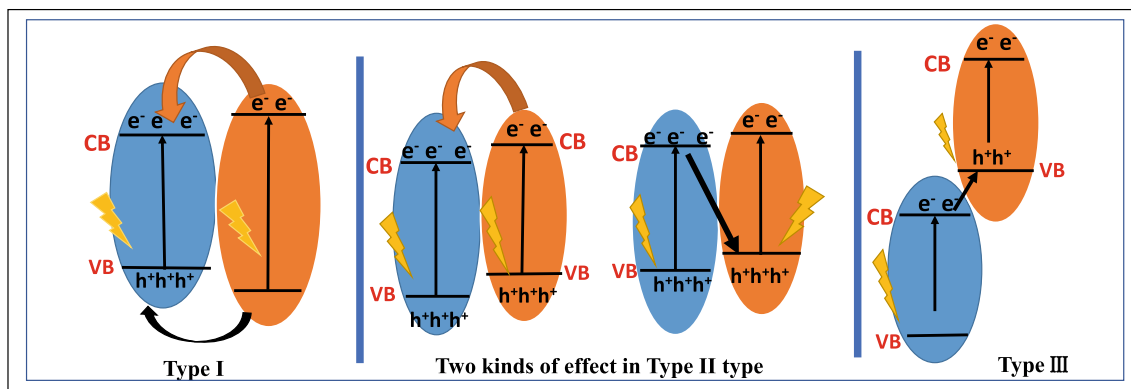 e⁻ e⁻
e⁻ e⁻ e⁻
CB
VB
h⁺h⁺h⁺
Type I
e⁻ e⁻
CB
e⁻ e⁻ e⁻
CB
VB
h⁺h⁺h⁺
VB
h⁺h⁺h⁺
e⁻ e⁻ e⁻
e⁻ e⁻
CB
VB
h⁺h⁺h⁺
h⁺h⁺h⁺
Two kinds of effect in Type II type
e⁻ e⁻
CB
h⁺h⁺
VB
e⁻ e⁻
CB
VB
Type Ⅲ